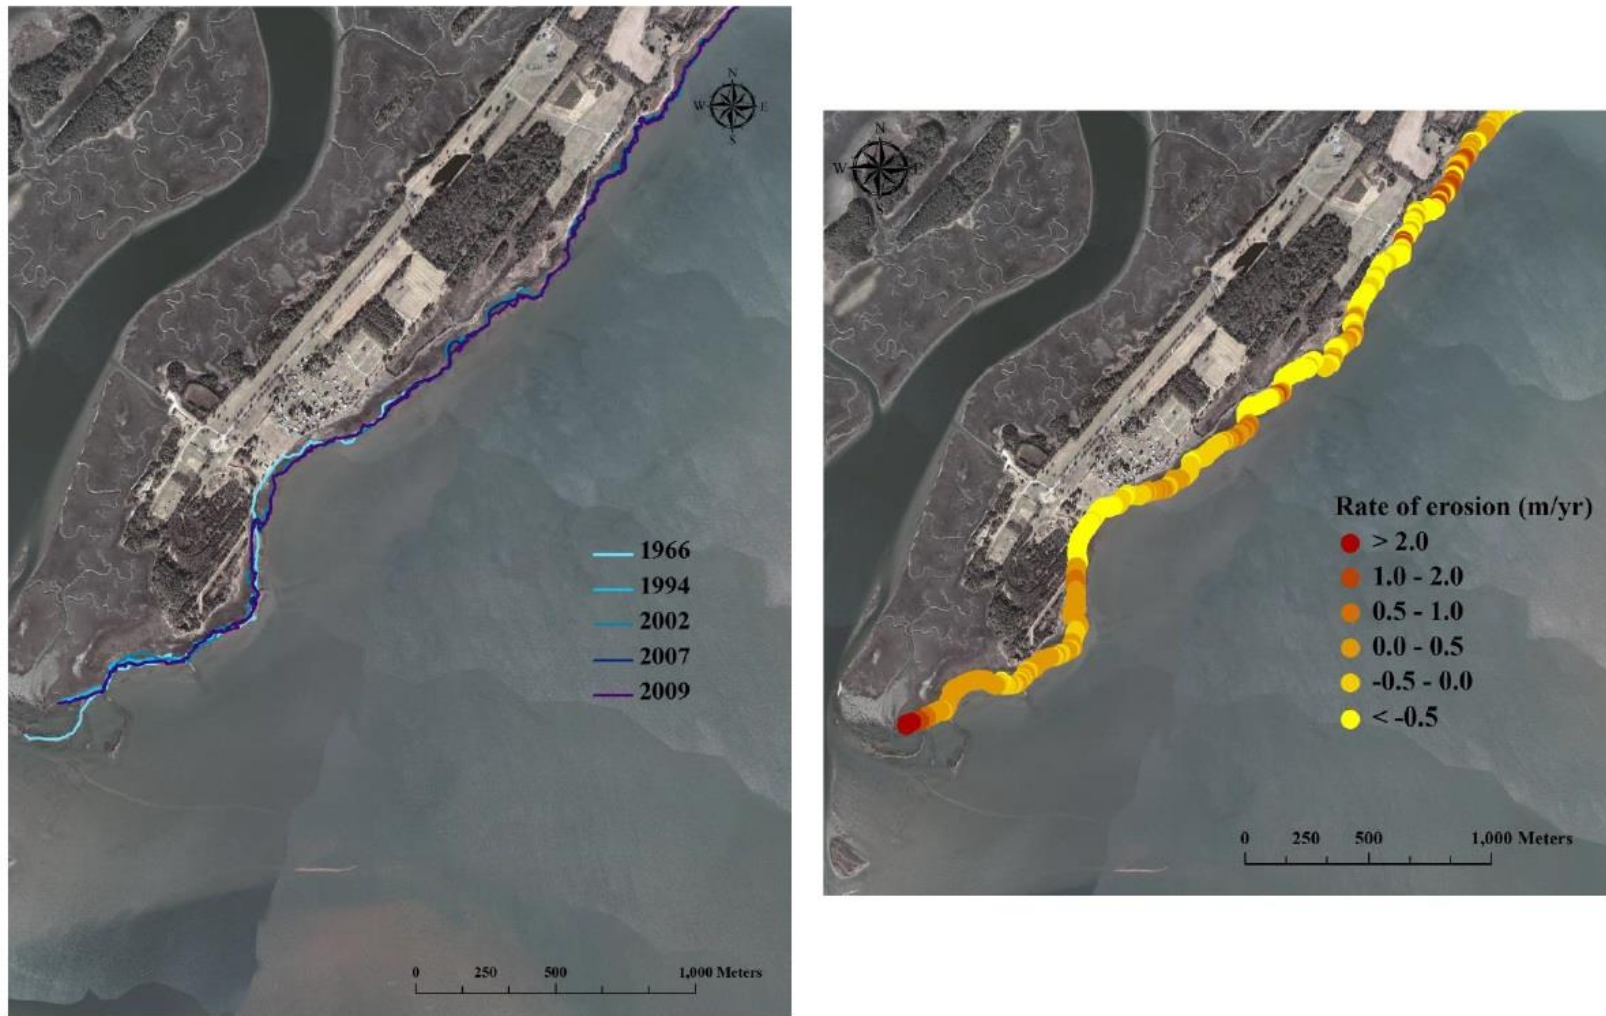 N
W E
S
1966
1994
2002
2007
2009
0 250 500 1,000 Meters
N
W E
S
Rate of erosion (m/yr)
> 2.0
1.0 - 2.0
0.5 - 1.0
0.0 - 0.5
-0.5 - 0.0
< -0.5
0 250 500 1,000 Meters